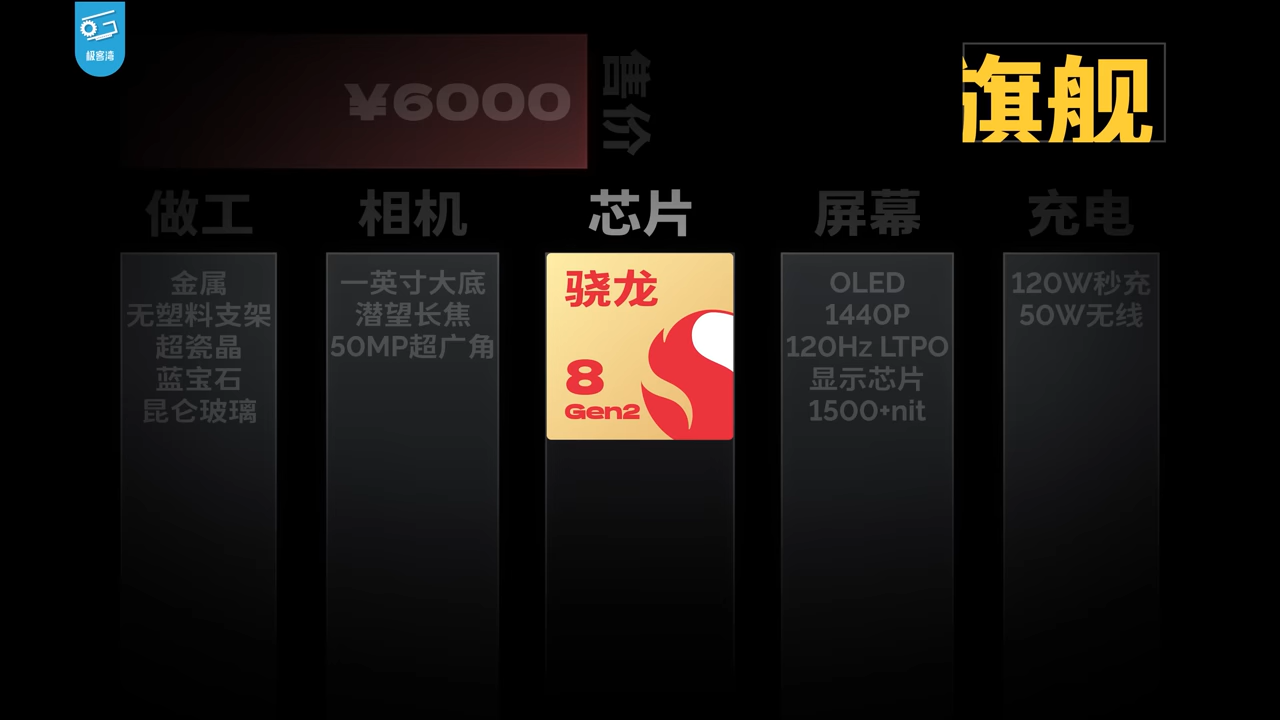 极客湾
¥6000
售价
旗舰
做工
金属
无塑料支架
超瓷晶
蓝宝石
昆仑玻璃
相机
一英寸大底
潜望长焦
50MP超广角
芯片
骁龙
8
Gen2
屏幕
OLED
1440P
120Hz LTPO
显示芯片
1500+nit
充电
120W秒充
50W无线